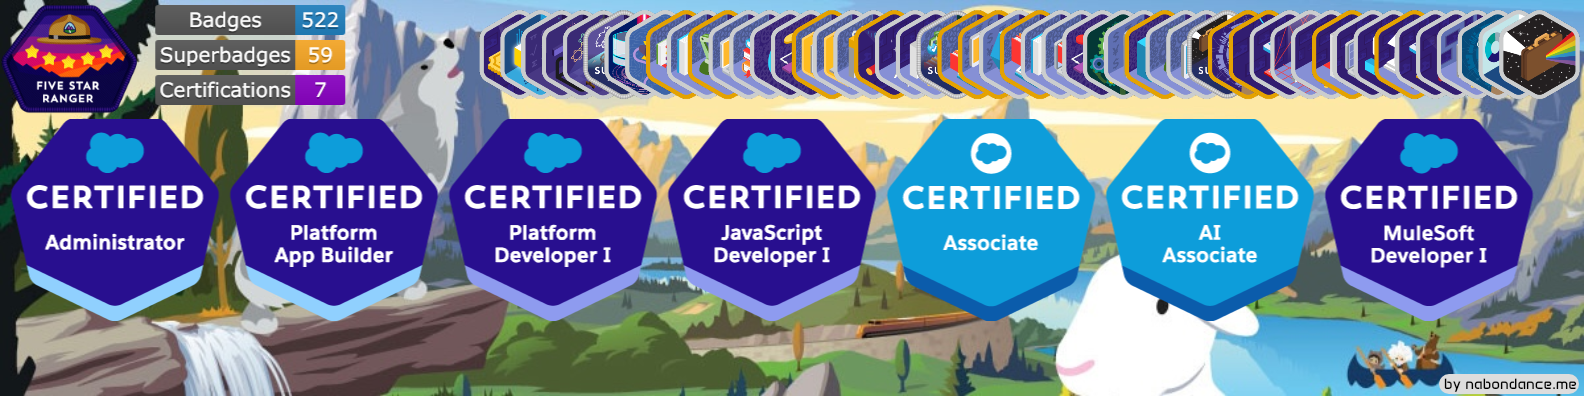 FIVE STAR
RANGER
Badges 522
Superbadges 59
Certifications 7
CERTIFIED
Administrator
CERTIFIED
Platform
App Builder
CERTIFIED
Platform
Developer I
CERTIFIED
JavaScript
Developer I
CERTIFIED
Associate
CERTIFIED
AI
Associate
CERTIFIED
MuleSoft
Developer I
by nabondance.me